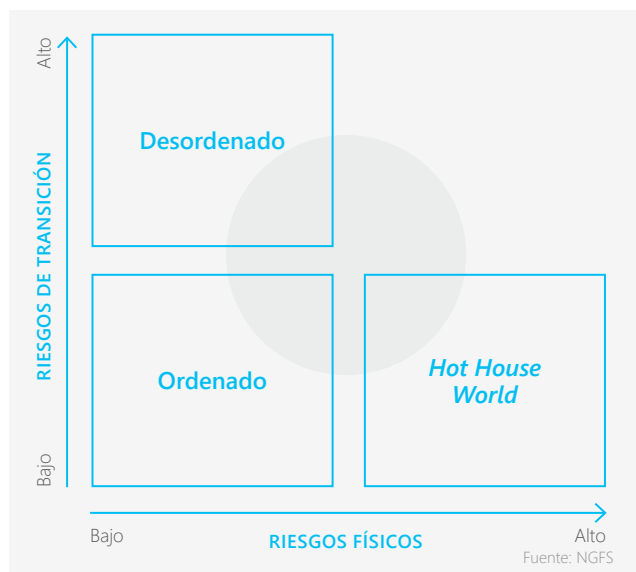 Alto
RIESGOS DE TRANSICIÓN
Bajo
Desordenado
Ordenado
Hot House
World
Bajo
RIESGOS FÍSICOS
Alto
Fuente: NGFS